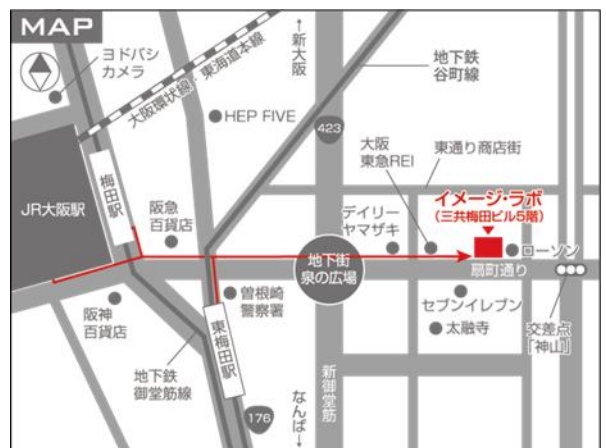 MAP
ヨドバシ
カメラ
大阪環状線・東海道本線
←新大阪
地下鉄
谷町線
HEP FIVE
423
JR大阪駅
梅田駅
阪急
百貨店
大阪
東急REI
東通り商店街
デイリー
ヤマザキ
イメージ・ラボ
(三共梅田ビル5階)
ローソン
地下街
泉の広場
扇町通り
曽根崎
警察署
セブンイレブン
太融寺
交差点
「神山」
阪神
百貨店
地下鉄
御堂筋線
東梅田駅
新御堂筋
176
なんば→